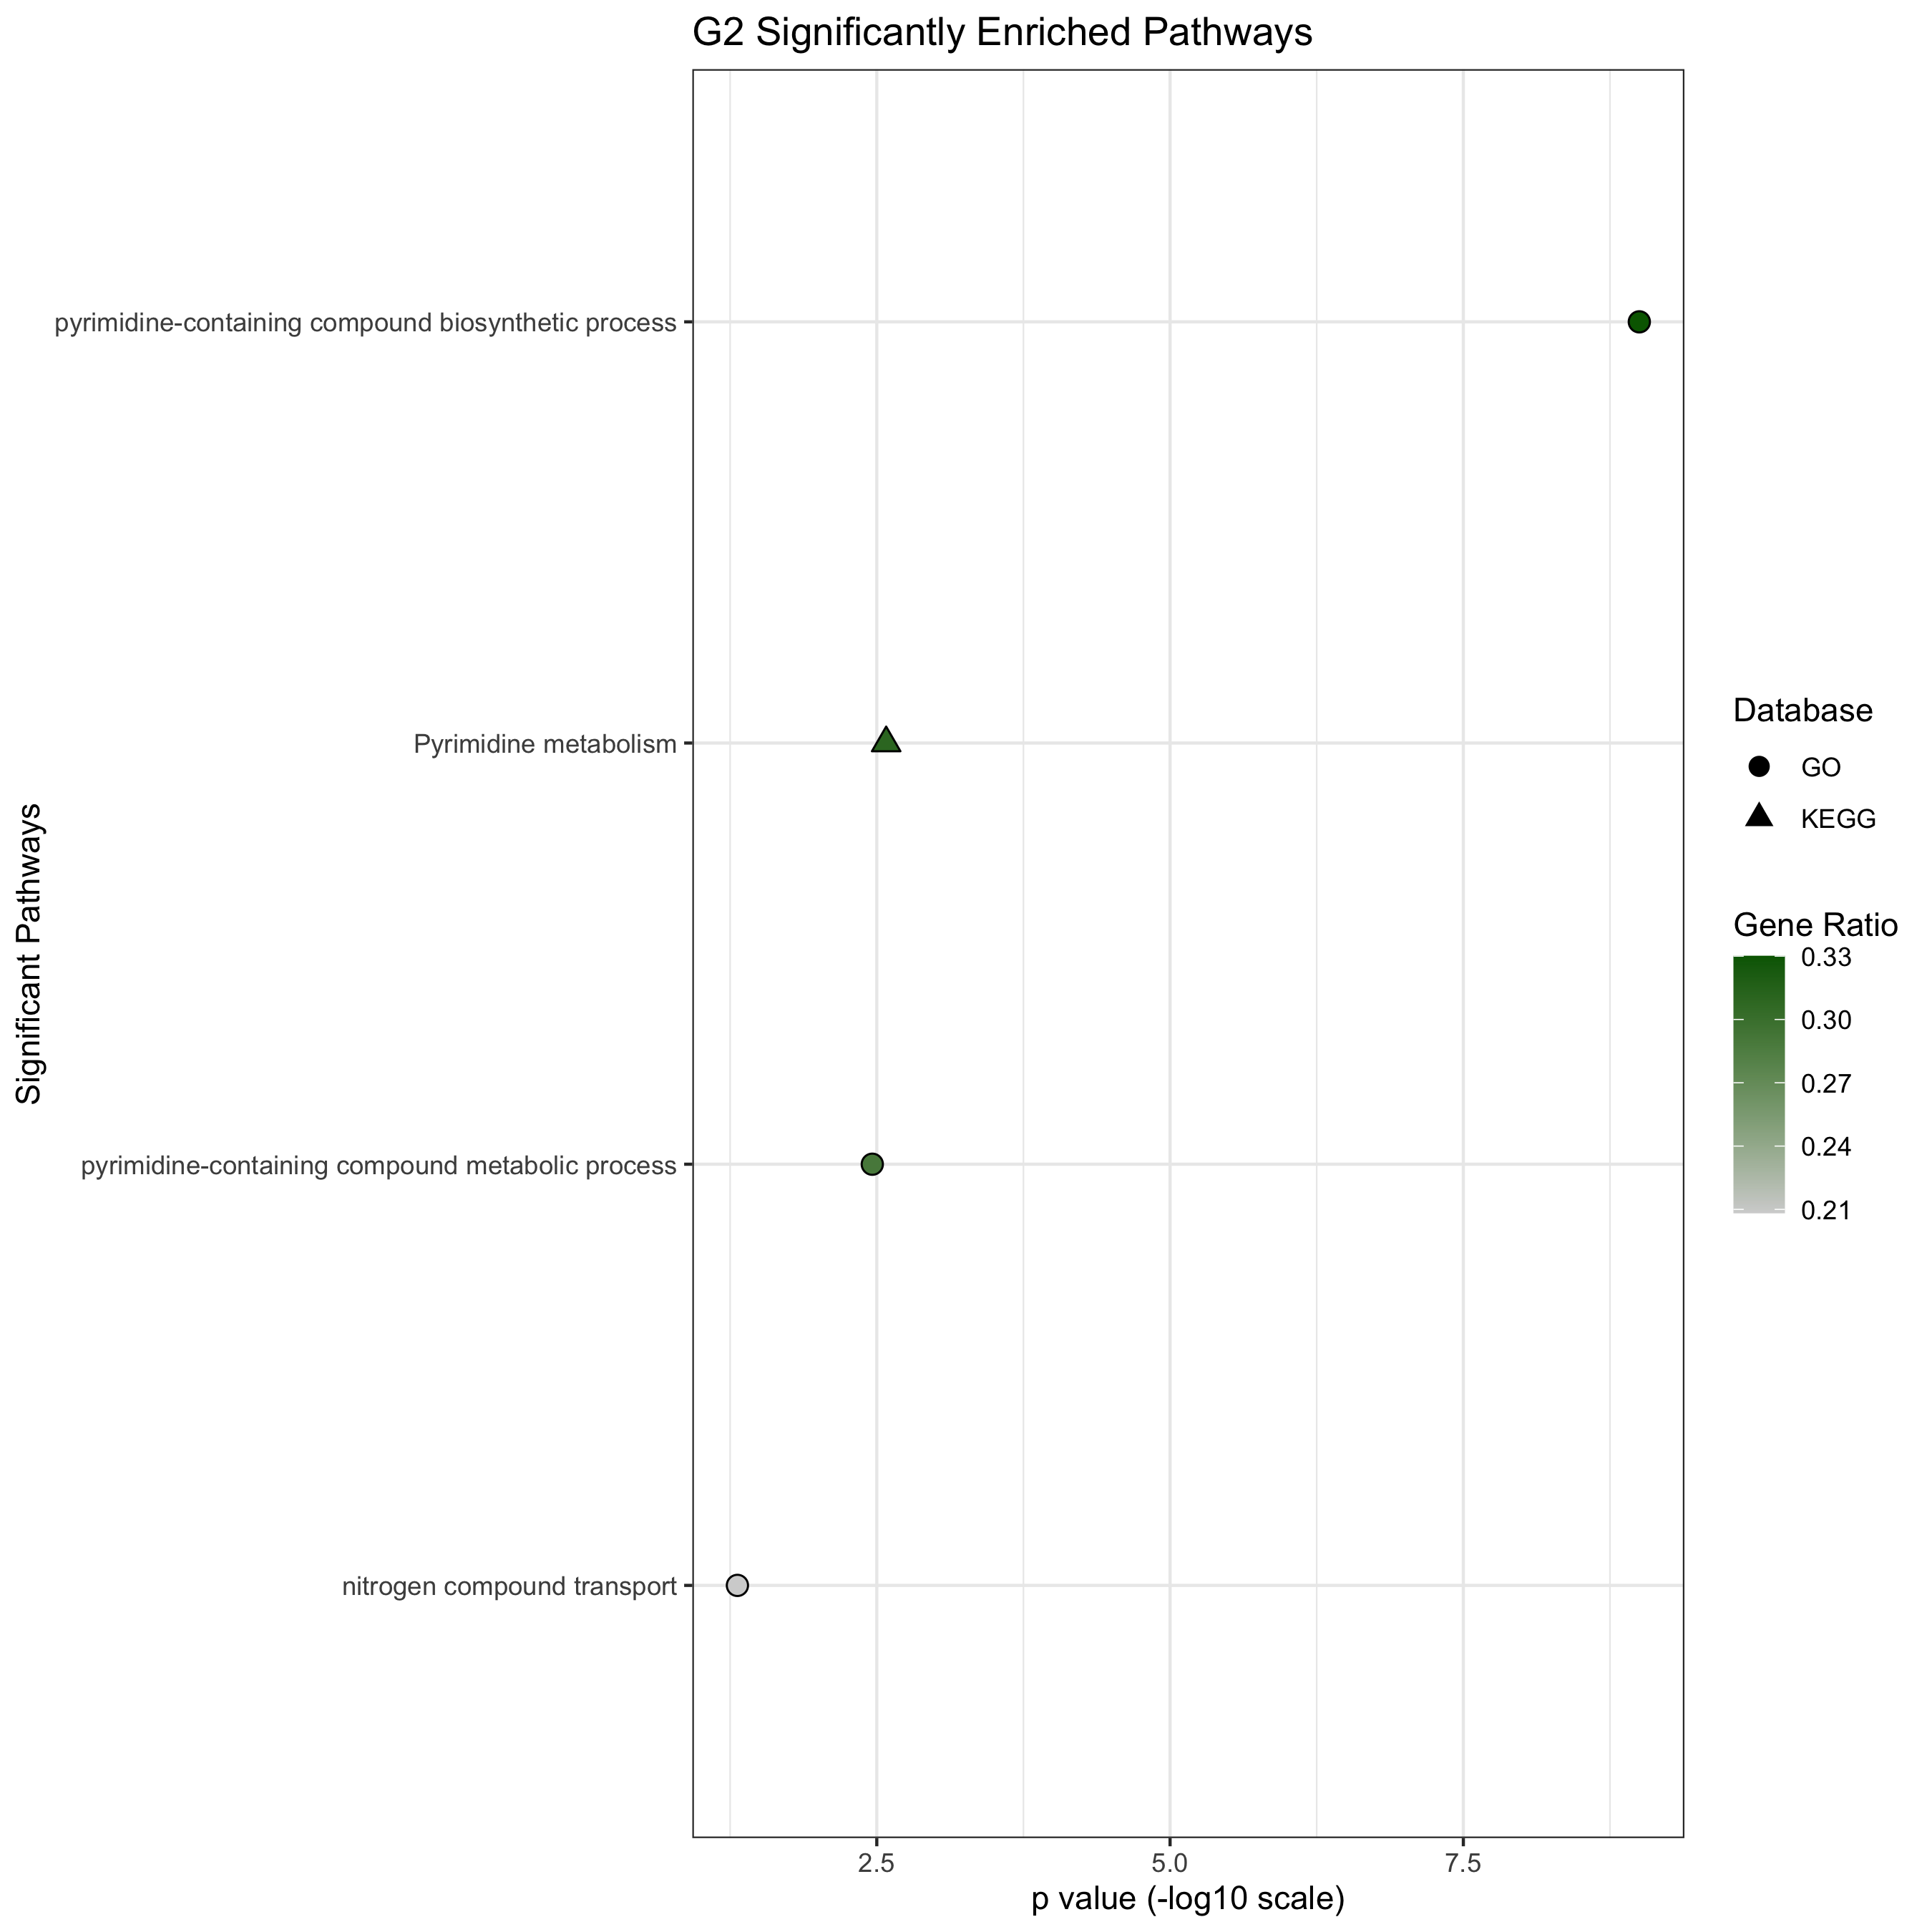 G2 Significantly Enriched Pathways
Significant Pathways
pyrimidine-containing compound biosynthetic process
Pyrimidine metabolism
pyrimidine-containing compound metabolic process
nitrogen compound transport
2.5
5.0
7.5
p value (-log10 scale)
Database
GO
KEGG
Gene Ratio
0.33
0.30
0.27
0.24
0.21